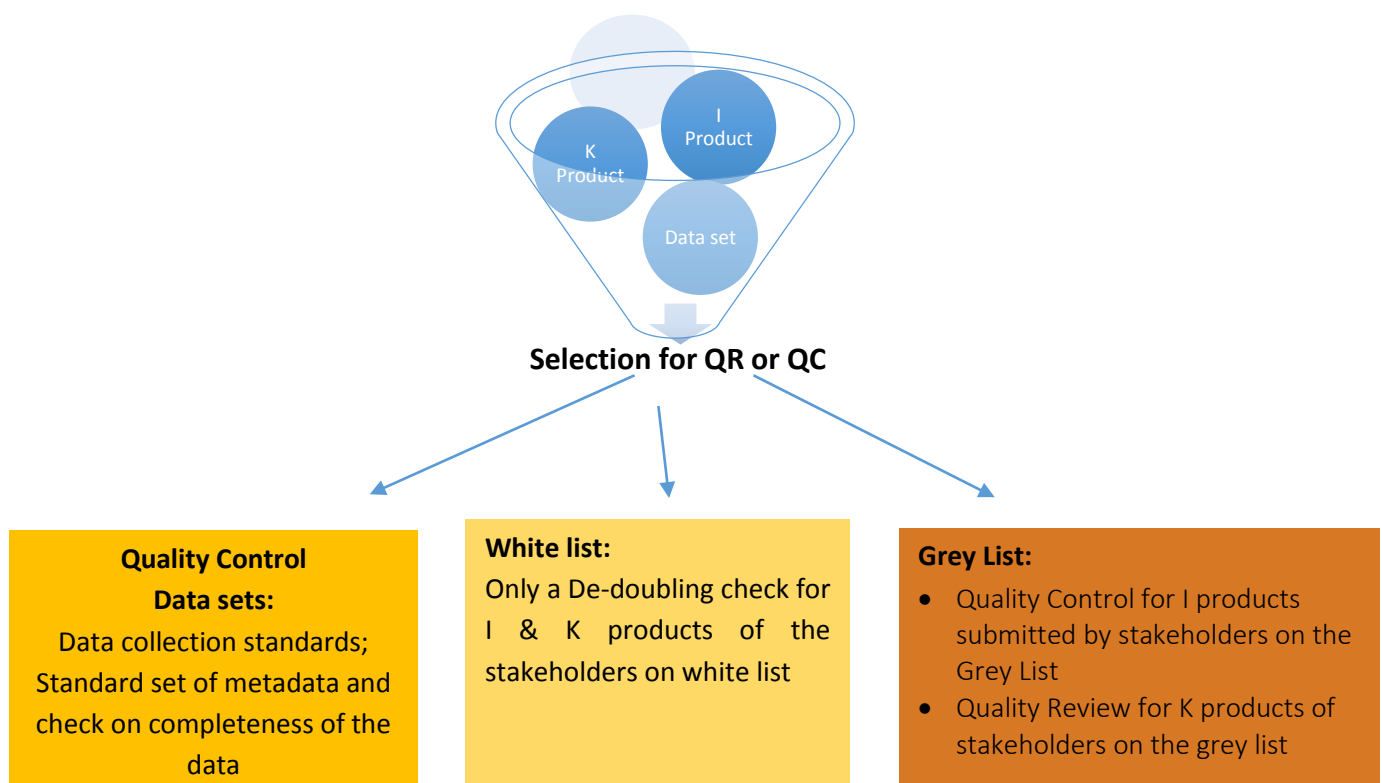 I
Product
K
Product
Data set
Selection for QR or QC
Quality Control
Data sets:
Data collection standards;
Standard set of metadata and
check on completeness of the
data
White list:
Only a De-doubling check for
I & K products of the
stakeholders on white list
Grey List:
• Quality Control for I products
submitted by stakeholders on the
Grey List
• Quality Review for K products of
stakeholders on the grey list